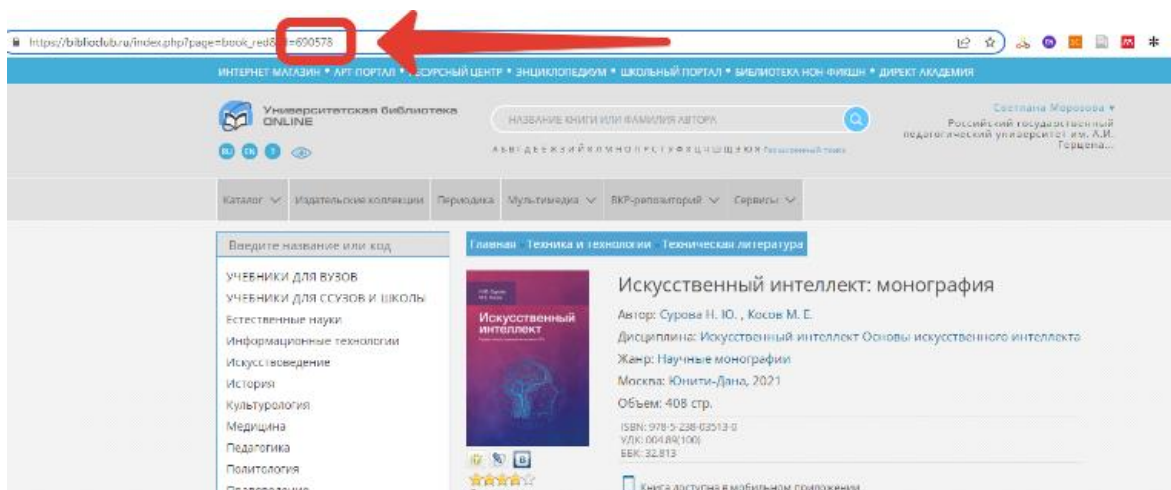 https://biblioclub.ru/index.php?page=book_red& =690578
ИНТЕРНЕТ МАГАЗИН • АРТ ПОРТАЛ • РЕСУРСНЫЙ ЦЕНТР • ЭНЦИКЛОПЕДИУМ • ШКОЛЬНЫЙ ПОРТАЛ • БИБЛИОТЕКА НОН-ФИКШН • ДИРЕКТ-АКАДЕМИЯ
Университетская библиотека
ONLINE
НАЗВАНИЕ КНИГИ ИЛИ ФАМИЛИЯ АВТОРА
Светлана Морозова
Российский государственный
педагогический университет им. А.И.
Герцена...
RU EN ?
А Б В Г Д Е Ё Ж З И Й К Л М Н О П Р С Т У Ф Х Ц Ч Ш Щ Э Ю Я Расширенный поиск
Каталог Издательские коллекции Периодика Мультимедиа ВКР-репозиторий Сервисы
Введите название или код
УЧЕБНИКИ ДЛЯ ВУЗОВ
УЧЕБНИКИ ДЛЯ ССУЗОВ И ШКОЛЫ
Естественные науки
Информационные технологии
Искусствоведение
История
Культурология
Медицина
Педагогика
Политология
Главная » Техника и технологии » Техническая литература
Искусственный
интеллект
Искусственный интеллект: монография
Автор: Сурова Н. Ю. , Косов М. Е.
Дисциплина: Искусственный интеллект Основы искусственного интеллекта
Жанр: Научные монографии
Москва: Юнити-Дана, 2021
Объем: 408 стр.
ISBN: 978-5-238-03513-0
УДК: 004.89(100)
ББК: 32.813
Книга доступна в мобильном приложении